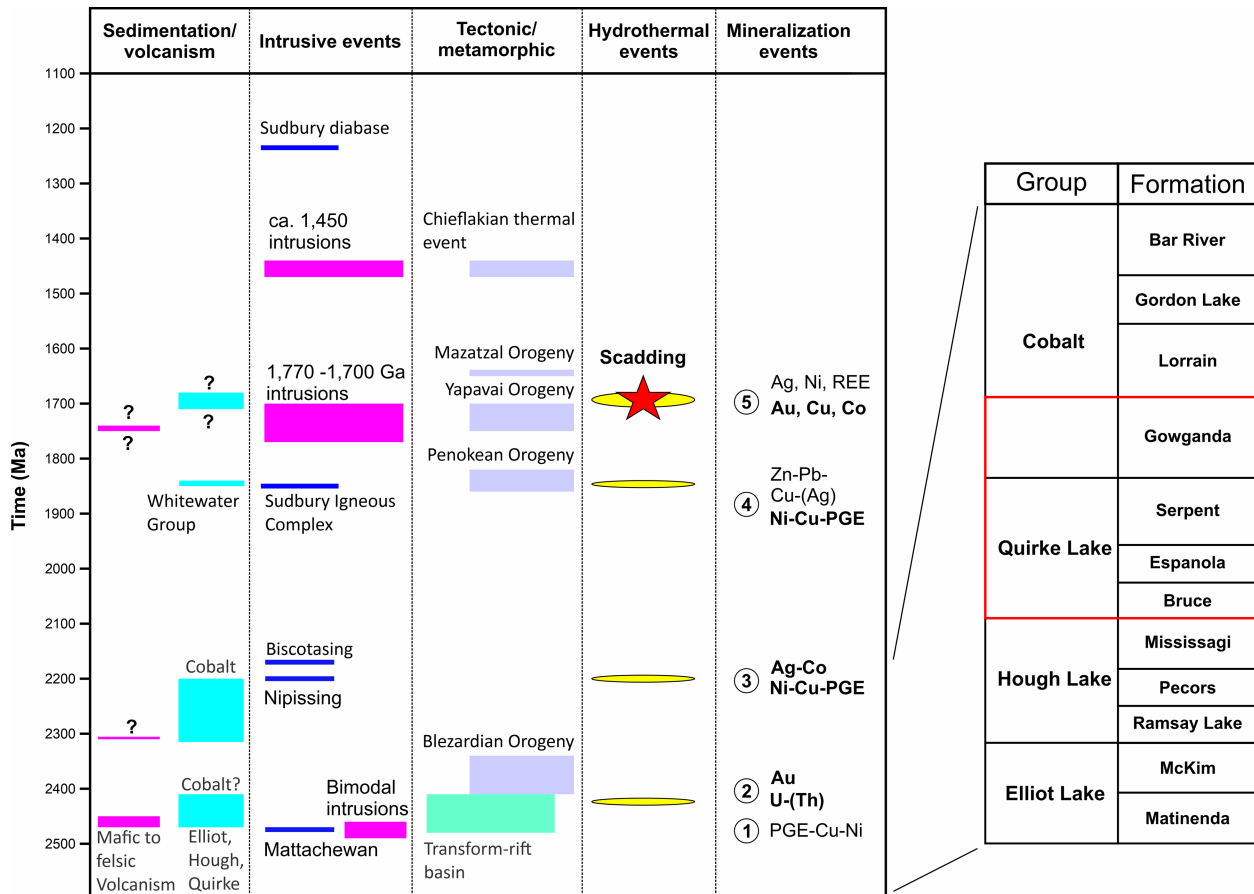 Sedimentation/
volcanism
Intrusive events
Tectonic/
metamorphic
Hydrothermal
events
Mineralization
events
Time (Ma)
1100
1200
1300
1400
1500
1600
1700
1800
1900
2000
2100
2200
2300
2400
2500
?
?
?
?
Whitewater
Group
Cobalt
?
Cobalt?
Mafic to
felsic
Volcanism
Elliot,
Hough,
Quirke
Sudbury diabase
ca. 1,450
intrusions
1,770 -1,700 Ga
intrusions
Sudbury Igneous
Complex
Biscotasing
Nipissing
Bimodal
intrusions
Mattachewan
Chieflakian thermal
event
Mazatzal Orogeny
Yapavai Orogeny
Penokean Orogeny
Blezardian Orogeny
Transform-rift
basin
Scadding
5
Ag, Ni, REE
Au, Cu, Co
4
Zn-Pb-
Cu-(Ag)
Ni-Cu-PGE
3
Ag-Co
Ni-Cu-PGE
2
Au
U-(Th)
1
PGE-Cu-Ni
Group
Formation
Cobalt
Bar River
Gordon Lake
Lorrain
Gowganda
Quirke Lake
Serpent
Espanola
Bruce
Hough Lake
Mississagi
Pecors
Ramsay Lake
Elliot Lake
McKim
Matinenda